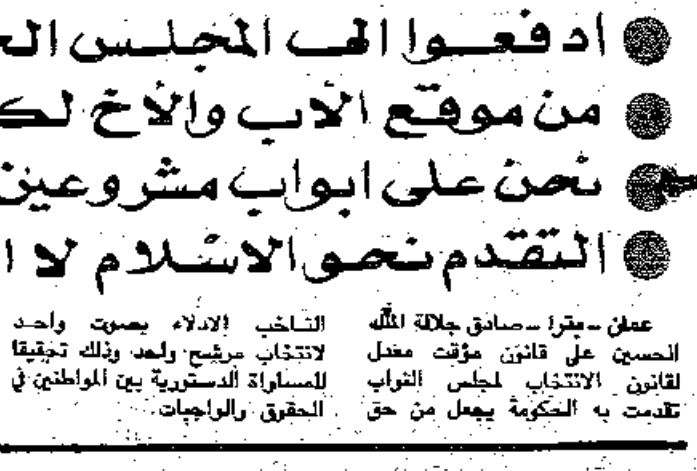 ادفعوا الى المجلس
من موقع الأب والأخ
نحن على ابواب مشروعين
التقدم نحو الاسلام لا
عمان ـ بترا ـ صادق جلالة الملك
الحسين على قانون مؤقت معدل
لقانون الانتخاب لمجلس النواب
تقدمت به الحكومة يجعل من حق
الناخب الادلاء بصوت واحد
لانتخاب مرشح واحد وذلك تحقيقا
للمساواة الدستورية بين المواطنين في
الحقوق والواجبات.